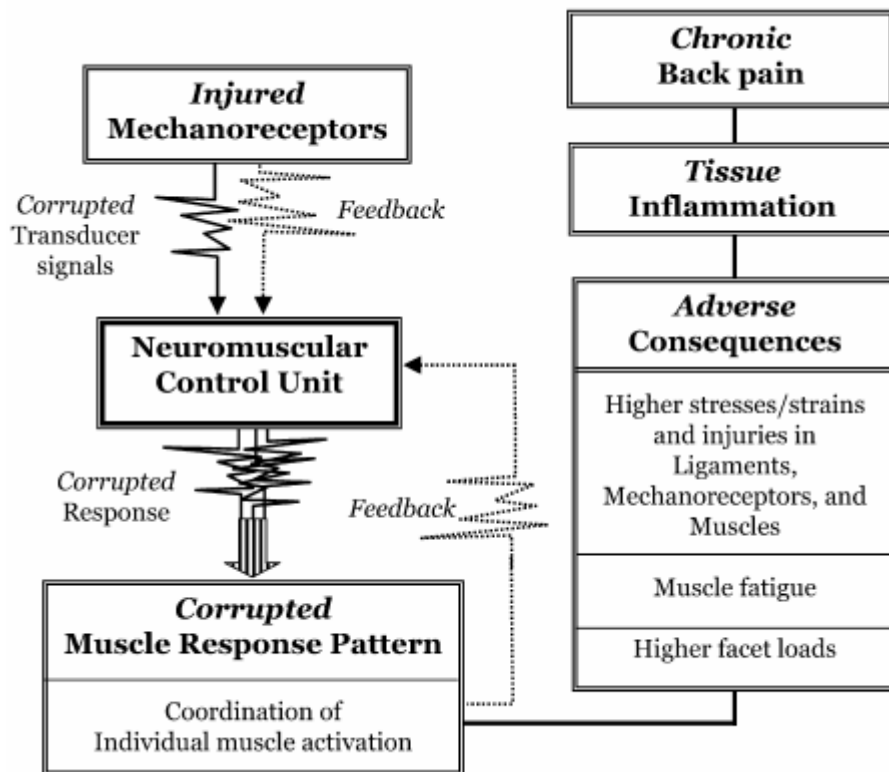 Injured
Mechanoreceptors
Corrupted
Transducer
signals
Feedback
Neuromuscular
Control Unit
Corrupted
Response
Feedback
Corrupted
Muscle Response Pattern
Coordination of
Individual muscle activation
Chronic
Back pain
Tissue
Inflammation
Adverse
Consequences
Higher stresses/strains
and injuries in
Ligaments,
Mechanoreceptors, and
Muscles
Muscle fatigue
Higher facet loads